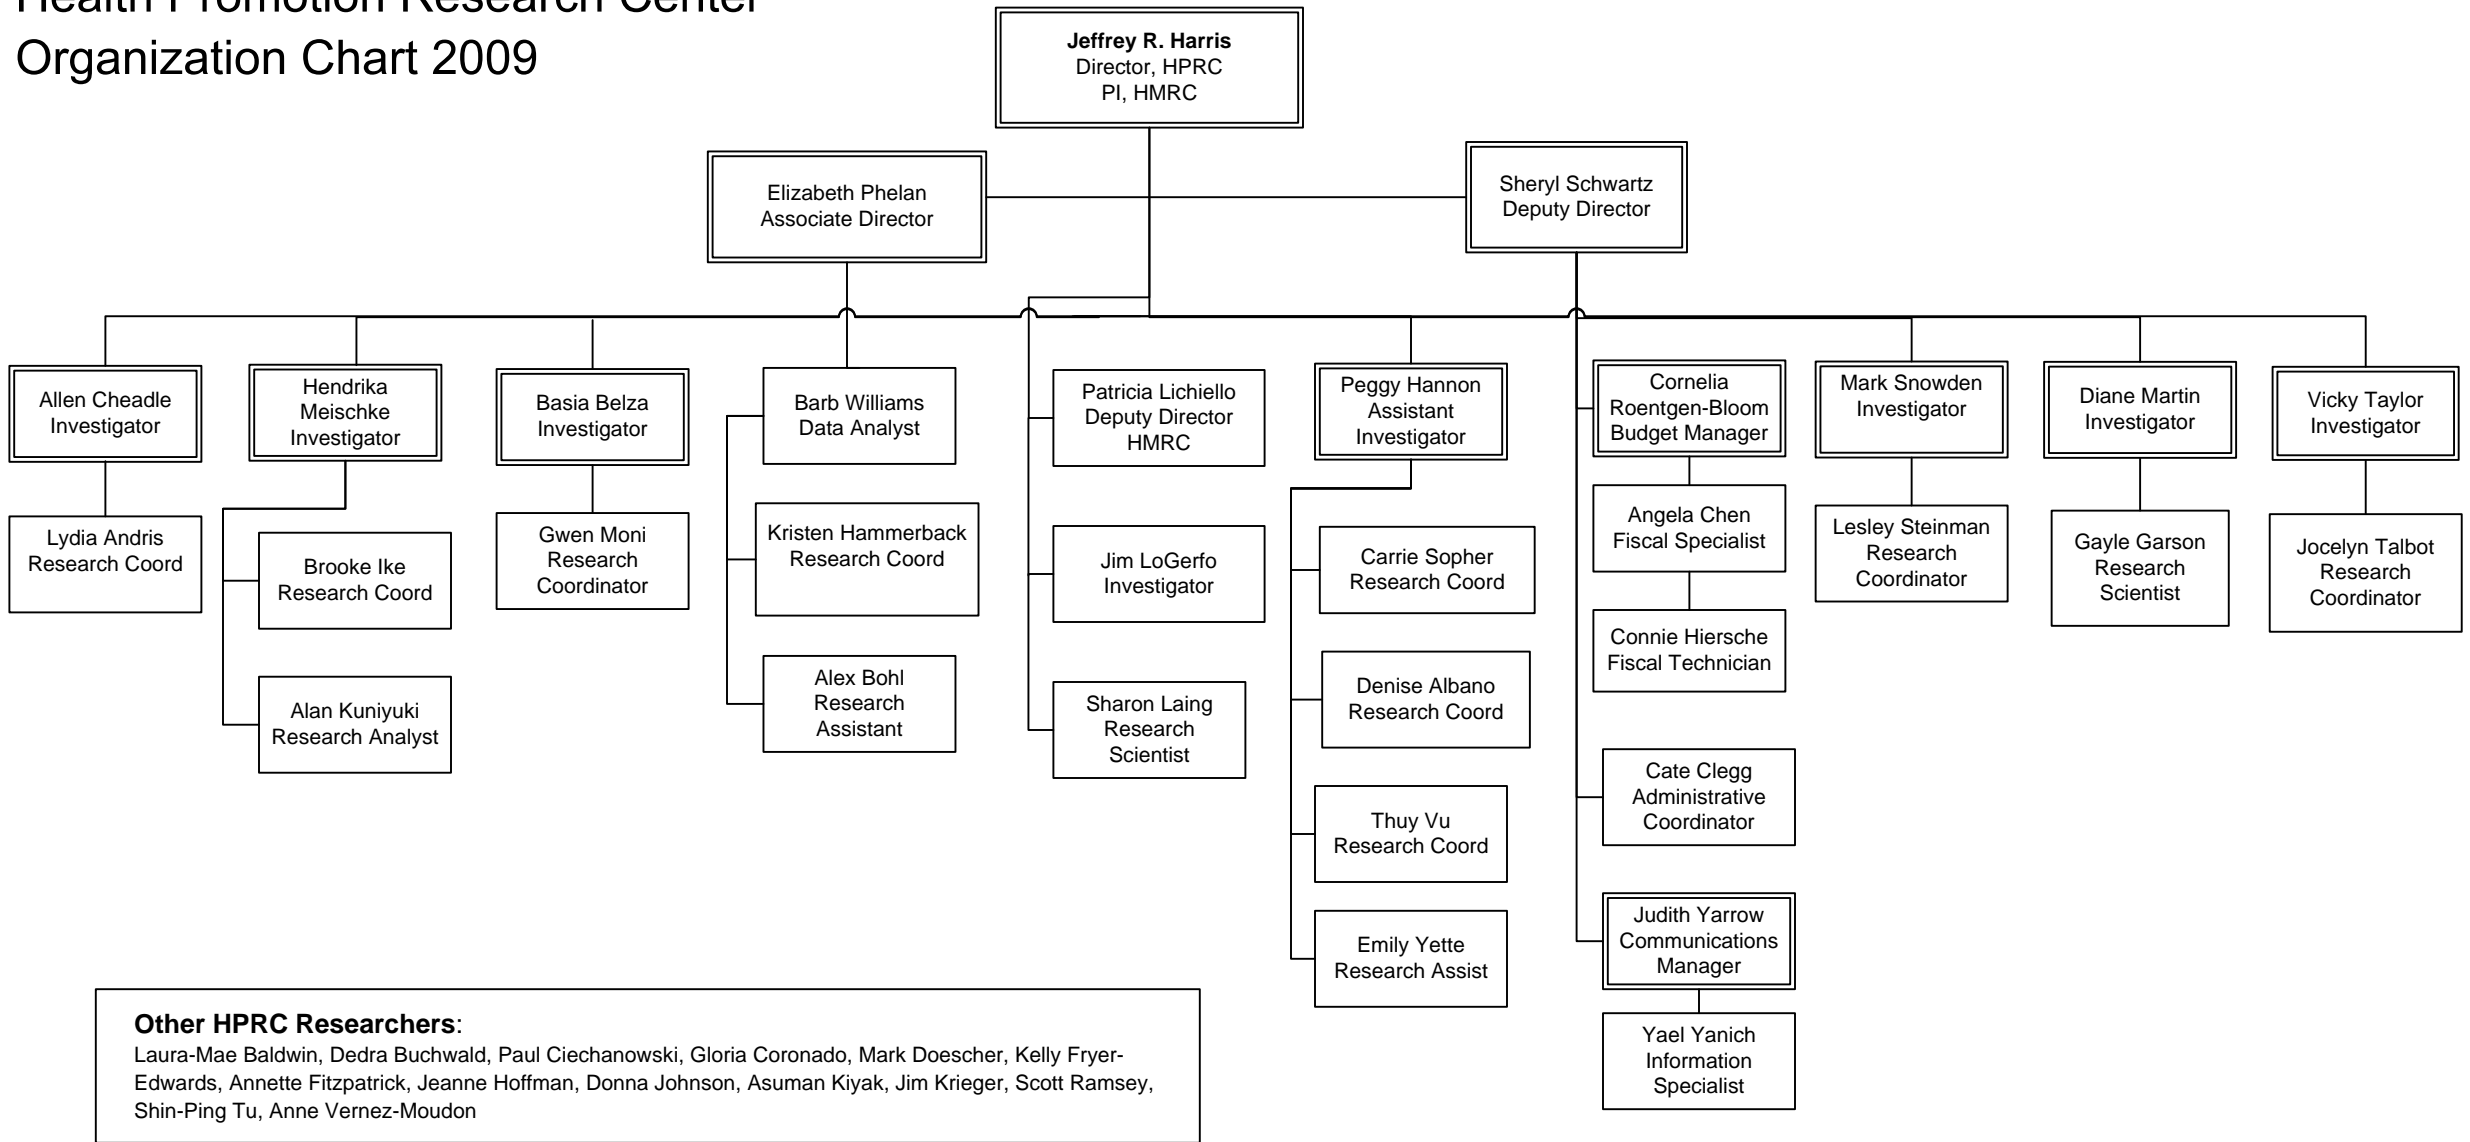 Health Promotion Research Center
Organization Chart 2009
Jeffrey R. Harris
Director, HPRC
PI, HMRC
Elizabeth Phelan
Associate Director
Sheryl Schwartz
Deputy Director
Allen Cheadle
Investigator
Lydia Andris
Research Coord
Hendrika
Meischke
Investigator
Brooke Ike
Research Coord
Alan Kuniyuki
Research Analyst
Basia Belza
Investigator
Gwen Moni
Research
Coordinator
Barb Williams
Data Analyst
Kristen Hammerback
Research Coord
Alex Bohl
Research
Assistant
Patricia Lichiello
Deputy Director
HMRC
Jim LoGerfo
Investigator
Sharon Laing
Research
Scientist
Peggy Hannon
Assistant
Investigator
Carrie Sopher
Research Coord
Denise Albano
Research Coord
Thuy Vu
Research Coord
Emily Yette
Research Assist
Cornelia
Roentgen-Bloom
Budget Manager
Angela Chen
Fiscal Specialist
Connie Hiersche
Fiscal Technician
Cate Clegg
Administrative
Coordinator
Judith Yarrow
Communications
Manager
Yael Yanich
Information
Specialist
Mark Snowden
Investigator
Lesley Steinman
Research
Coordinator
Diane Martin
Investigator
Gayle Garson
Research
Scientist
Vicky Taylor
Investigator
Jocelyn Talbot
Research
Coordinator
Other HPRC Researchers:
Laura-Mae Baldwin, Dedra Buchwald, Paul Ciechanowski, Gloria Coronado, Mark Doescher, Kelly Fryer-
Edwards, Annette Fitzpatrick, Jeanne Hoffman, Donna Johnson, Asuman Kiyak, Jim Krieger, Scott Ramsey,
Shin-Ping Tu, Anne Vernez-Moudon